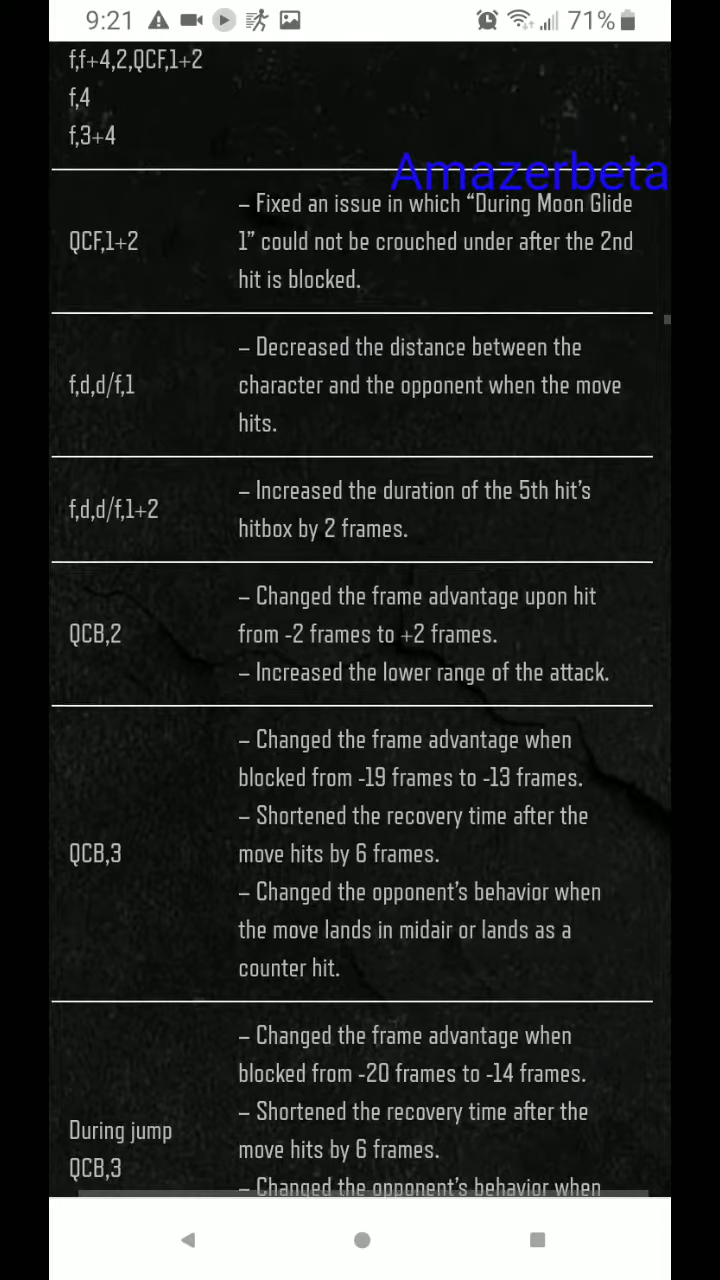 9:21
71%
f,f+4,2,QCF,1+2
f,4
f,3+4
Amazerbeta
QCF,1+2
– Fixed an issue in which “During Moon Glide
1” could not be crouched under after the 2nd
hit is blocked.
f,d,d/f,1
– Decreased the distance between the
character and the opponent when the move
hits.
f,d,d/f,1+2
– Increased the duration of the 5th hit’s
hitbox by 2 frames.
QCB,2
– Changed the frame advantage upon hit
from -2 frames to +2 frames.
– Increased the lower range of the attack.
QCB,3
– Changed the frame advantage when
blocked from -19 frames to -13 frames.
– Shortened the recovery time after the
move hits by 6 frames.
– Changed the opponent’s behavior when
the move lands in midair or lands as a
counter hit.
During jump
QCB,3
– Changed the frame advantage when
blocked from -20 frames to -14 frames.
– Shortened the recovery time after the
move hits by 6 frames.
– Changed the opponent’s behavior when